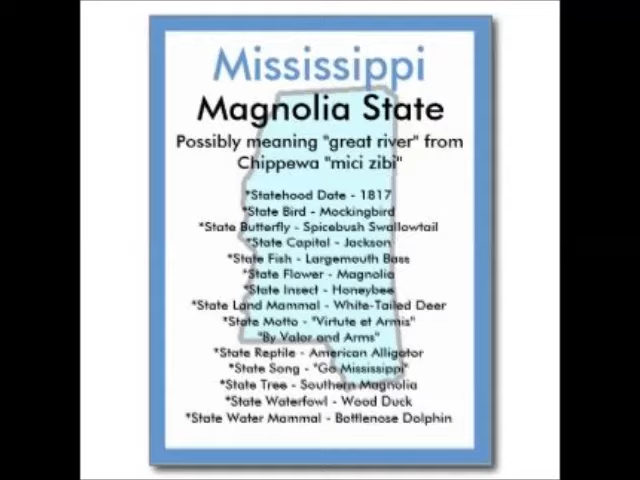 Mississippi
Magnolia State
Possibly meaning "great river" from
Chippewa "mici zibi"
*Statehood Date - 1817
*State Bird - Mockingbird
*State Butterfly - Spicebush Swallowtail
*State Capital - Jackson
*State Fish - Largemouth Bass
*State Flower - Magnolia
*State Insect - Honeybee
*State Land Mammal - White-Tailed Deer
*State Motto - "Virtute et Armis"
"By Valor and Arms"
*State Reptile - American Alligator
*State Song - "Go Mississippi"
*State Tree - Southern Magnolia
*State Waterfowl - Wood Duck
*State Water Mammal - Bottlenose Dolphin